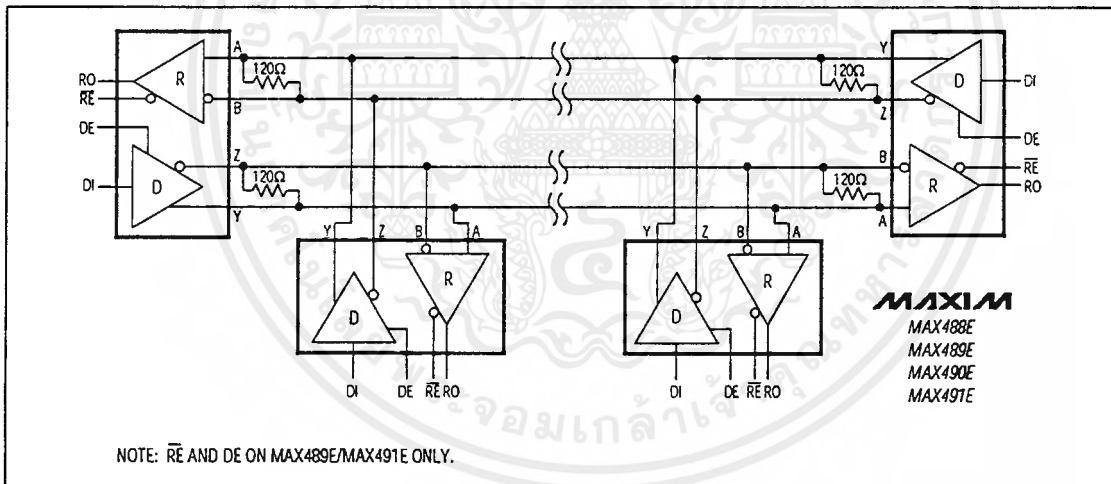 A
120Ω
RO
R
RE
B
DE
Z
DI
D
120Ω
Y
Y
120Ω
D
DI
Z
DE
B
120Ω
RE
R
RO
A
Y Z B A
D R
DI DE RE RO
Y Z B A
D R
DI DE RE RO
MAXIM
MAX488E
MAX489E
MAX490E
MAX491E
NOTE: RE AND DE ON MAX489E/MAX491E ONLY.